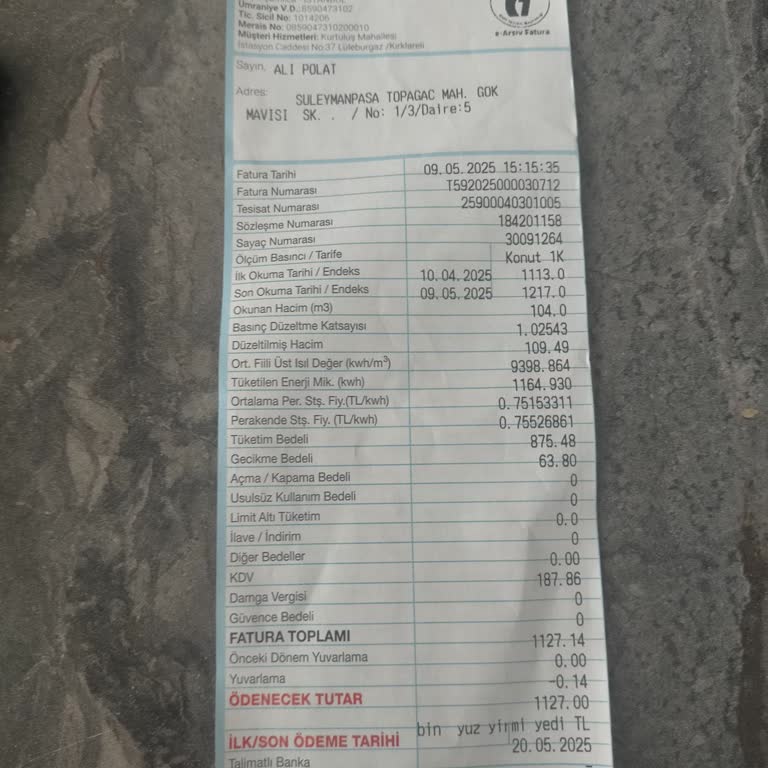 Ümraniye V.D.: 8590473102
Tic. Sicil No: 1014206
Mersis No: 0859047310200010
Müşteri Hizmetleri: Kurtuluş Mahallesi
İstasyon Caddesi No:37 Lüleburgaz /Kırklareli
e-Arşiv Fatura
Sayın, ALI POLAT
Adres: SULEYMANPASA TOPAGAC MAH. GOK
MAVISI SK. . / No: 1/3/Daire:5
Fatura Tarihi 09.05.2025 15:15:35
Fatura Numarası T592025000030712
Tesisat Numarası 25900040301005
Sözleşme Numarası 184201158
Sayaç Numarası 30091264
Ölçüm Basıncı / Tarife Konut 1K
İlk Okuma Tarihi / Endeks 10.04.2025 1113.0
Son Okuma Tarihi / Endeks 09.05.2025 1217.0
Okunan Hacim (m3) 104.0
Basınç Düzeltme Katsayısı 1.02543
Düzeltilmiş Hacim 109.49
Ort. Fiili Üst Isıl Değer (kwh/m³) 9398.864
Tüketilen Enerji Mik. (kwh) 1164.930
Ortalama Per. Stş. Fiy.(TL/kwh) 0.75153311
Perakende Stş. Fiy. (TL/kwh) 0.75526861
Tüketim Bedeli 875.48
Gecikme Bedeli 63.80
Açma / Kapama Bedeli 0
Usulsüz Kullanım Bedeli 0
Limit Altı Tüketim 0.0
İlave / İndirim 0
Diğer Bedeller 0.00
KDV 187.86
Damga Vergisi 0
Güvence Bedeli 0
FATURA TOPLAMI 1127.14
Önceki Dönem Yuvarlama 0.00
Yuvarlama -0.14
ÖDENECEK TUTAR 1127.00
bin yuz yirmi yedi TL
İLK/SON ÖDEME TARİHİ 20.05.2025
Talimatlı Banka